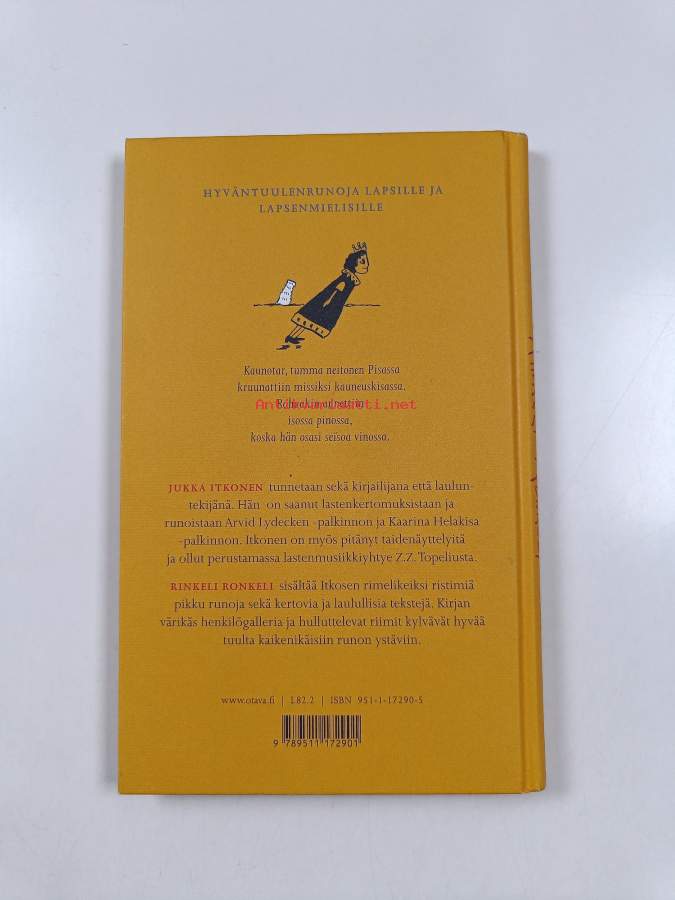 HYVÄNTUULENRUNOJA LAPSILLE JA
LAPSENMIELISILLE
Kaunotar, tumma neitonen Pisassa
kruunattiin missiksi kauneuskisassa.
Antikvariaatti.net
isossa pinossa,
koska hän osasi seisoa vinossa.
JUKKA ITKONEN tunnetaan sekä kirjailijana että laulun-
tekijänä. Hän on saanut lastenkertomuksistaan ja
runoistaan Arvid Lydecken -palkinnon ja Kaarina Helakisa
-palkinnon. Itkonen on myös pitänyt taidenäyttelyitä
ja ollut perustamassa lastenmusiikkiyhtye Z.Z. Topeliusta.
RINKELI RONKELI sisältää Itkosen rimelikeiksi ristimiä
pikku runoja sekä kertovia ja laulullisia tekstejä. Kirjan
värikäs henkilögalleria ja hulluttelevat riimit kylvävät hyvää
tuulta kaikenikäisiin runon ystäviin.
www.otava.fi | L82.2 | ISBN 951-1-17290-5
9 789511 172901